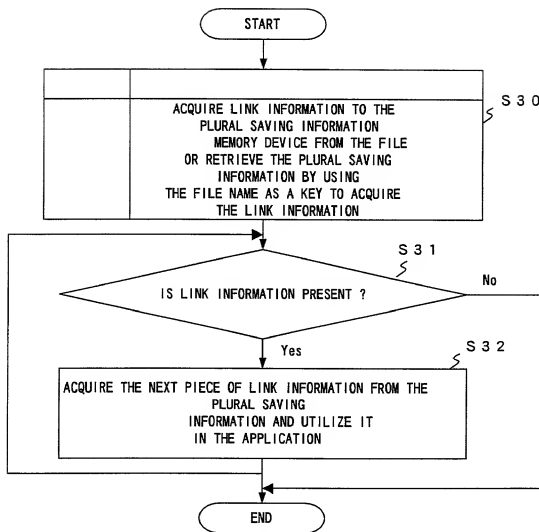 START
S30
ACQUIRE LINK INFORMATION TO THE
PLURAL SAVING INFORMATION
MEMORY DEVICE FROM THE FILE
OR RETRIEVE THE PLURAL SAVING
INFORMATION BY USING
THE FILE NAME AS A KEY TO ACQUIRE
THE LINK INFORMATION
S31
IS LINK INFORMATION PRESENT ?
No
Yes
S32
ACQUIRE THE NEXT PIECE OF LINK INFORMATION FROM THE
PLURAL SAVING
INFORMATION AND UTILIZE IT
IN THE APPLICATION
END